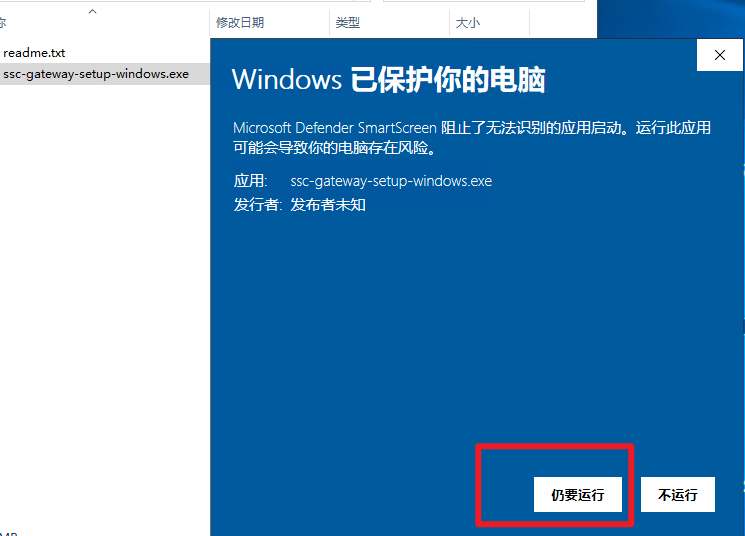 修改日期 类型 大小
readme.txt
ssc-gateway-setup-windows.exe
Windows 已保护你的电脑
Microsoft Defender SmartScreen 阻止了无法识别的应用启动。运行此应用
可能会导致你的电脑存在风险。
应用: ssc-gateway-setup-windows.exe
发行者: 发布者未知
仍要运行 不运行